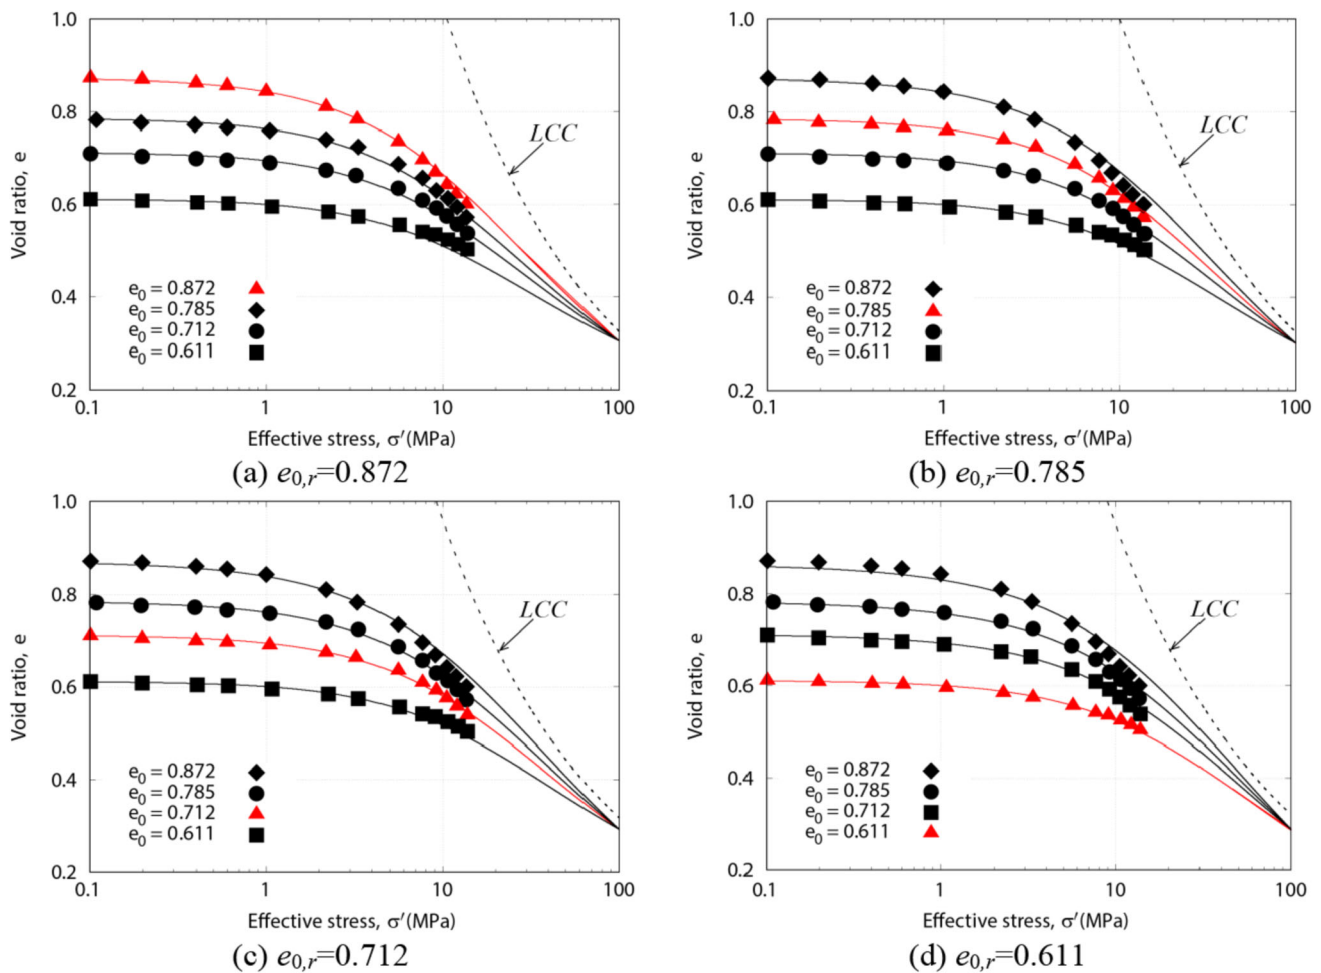 1.0
0.8
0.6
0.4
0.2
Void ratio, e
LCC
e0 = 0.872
e0 = 0.785
e0 = 0.712
e0 = 0.611
0.1 1 10 100
Effective stress, σ′(MPa)
(a) e0,r=0.872
1.0
0.8
0.6
0.4
0.2
Void ratio, e
LCC
e0 = 0.872
e0 = 0.785
e0 = 0.712
e0 = 0.611
0.1 1 10 100
Effective stress, σ′(MPa)
(b) e0,r=0.785
1.0
0.8
0.6
0.4
0.2
Void ratio, e
LCC
e0 = 0.872
e0 = 0.785
e0 = 0.712
e0 = 0.611
0.1 1 10 100
Effective stress, σ′(MPa)
(c) e0,r=0.712
1.0
0.8
0.6
0.4
0.2
Void ratio, e
LCC
e0 = 0.872
e0 = 0.785
e0 = 0.712
e0 = 0.611
0.1 1 10 100
Effective stress, σ′(MPa)
(d) e0,r=0.611